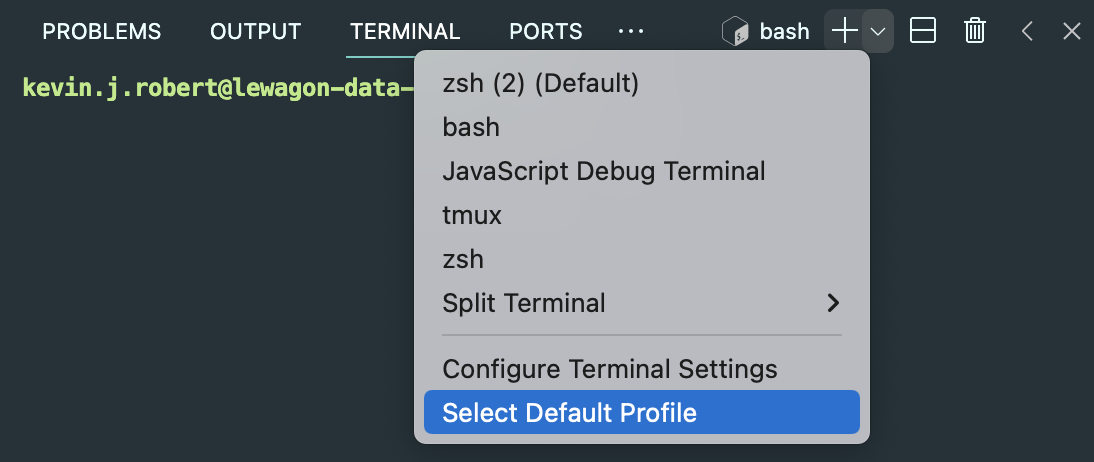 PROBLEMS OUTPUT TERMINAL PORTS ··· bash
kevin.j.robert@lewagon-data-
zsh (2) (Default)
bash
JavaScript Debug Terminal
tmux
zsh
Split Terminal
Configure Terminal Settings
Select Default Profile